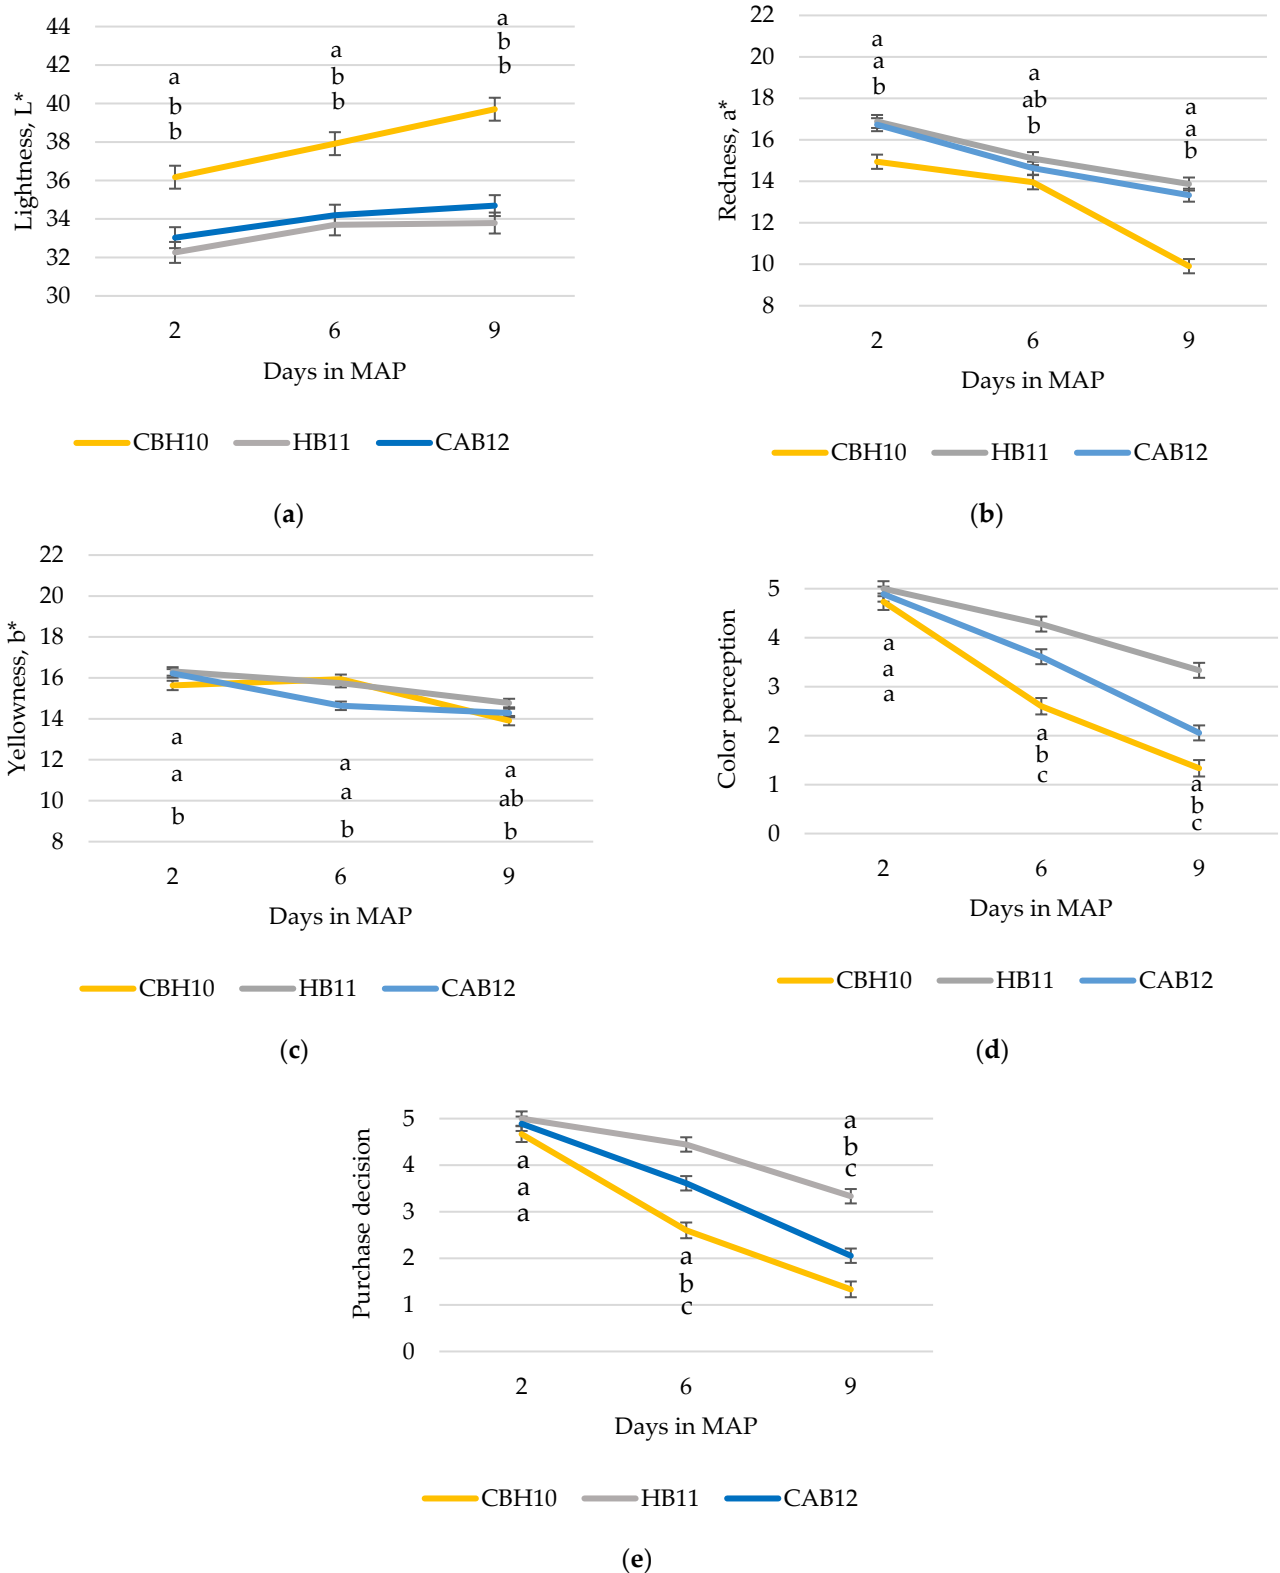 44
42
40
38
36
34
32
30
Lightness, L*
a
b
b
a
b
b
a
b
b
2 6 9
Days in MAP
CBH10 HB11 CAB12
(a)
22
20
18
16
14
12
10
8
Redness, a*
a
a
b
a
ab
b
a
a
b
2 6 9
Days in MAP
CBH10 HB11 CAB12
(b)
22
20
18
16
14
12
10
8
Yellowness, b*
a
a
b
a
a
b
a
ab
b
2 6 9
Days in MAP
CBH10 HB11 CAB12
(c)
5
4
3
2
1
0
Color perception
a
a
a
a
b
c
a
b
c
2 6 9
Days in MAP
CBH10 HB11 CAB12
(d)
5
4
3
2
1
0
Purchase decision
a
a
a
a
b
c
a
b
c
2 6 9
Days in MAP
CBH10 HB11 CAB12
(e)